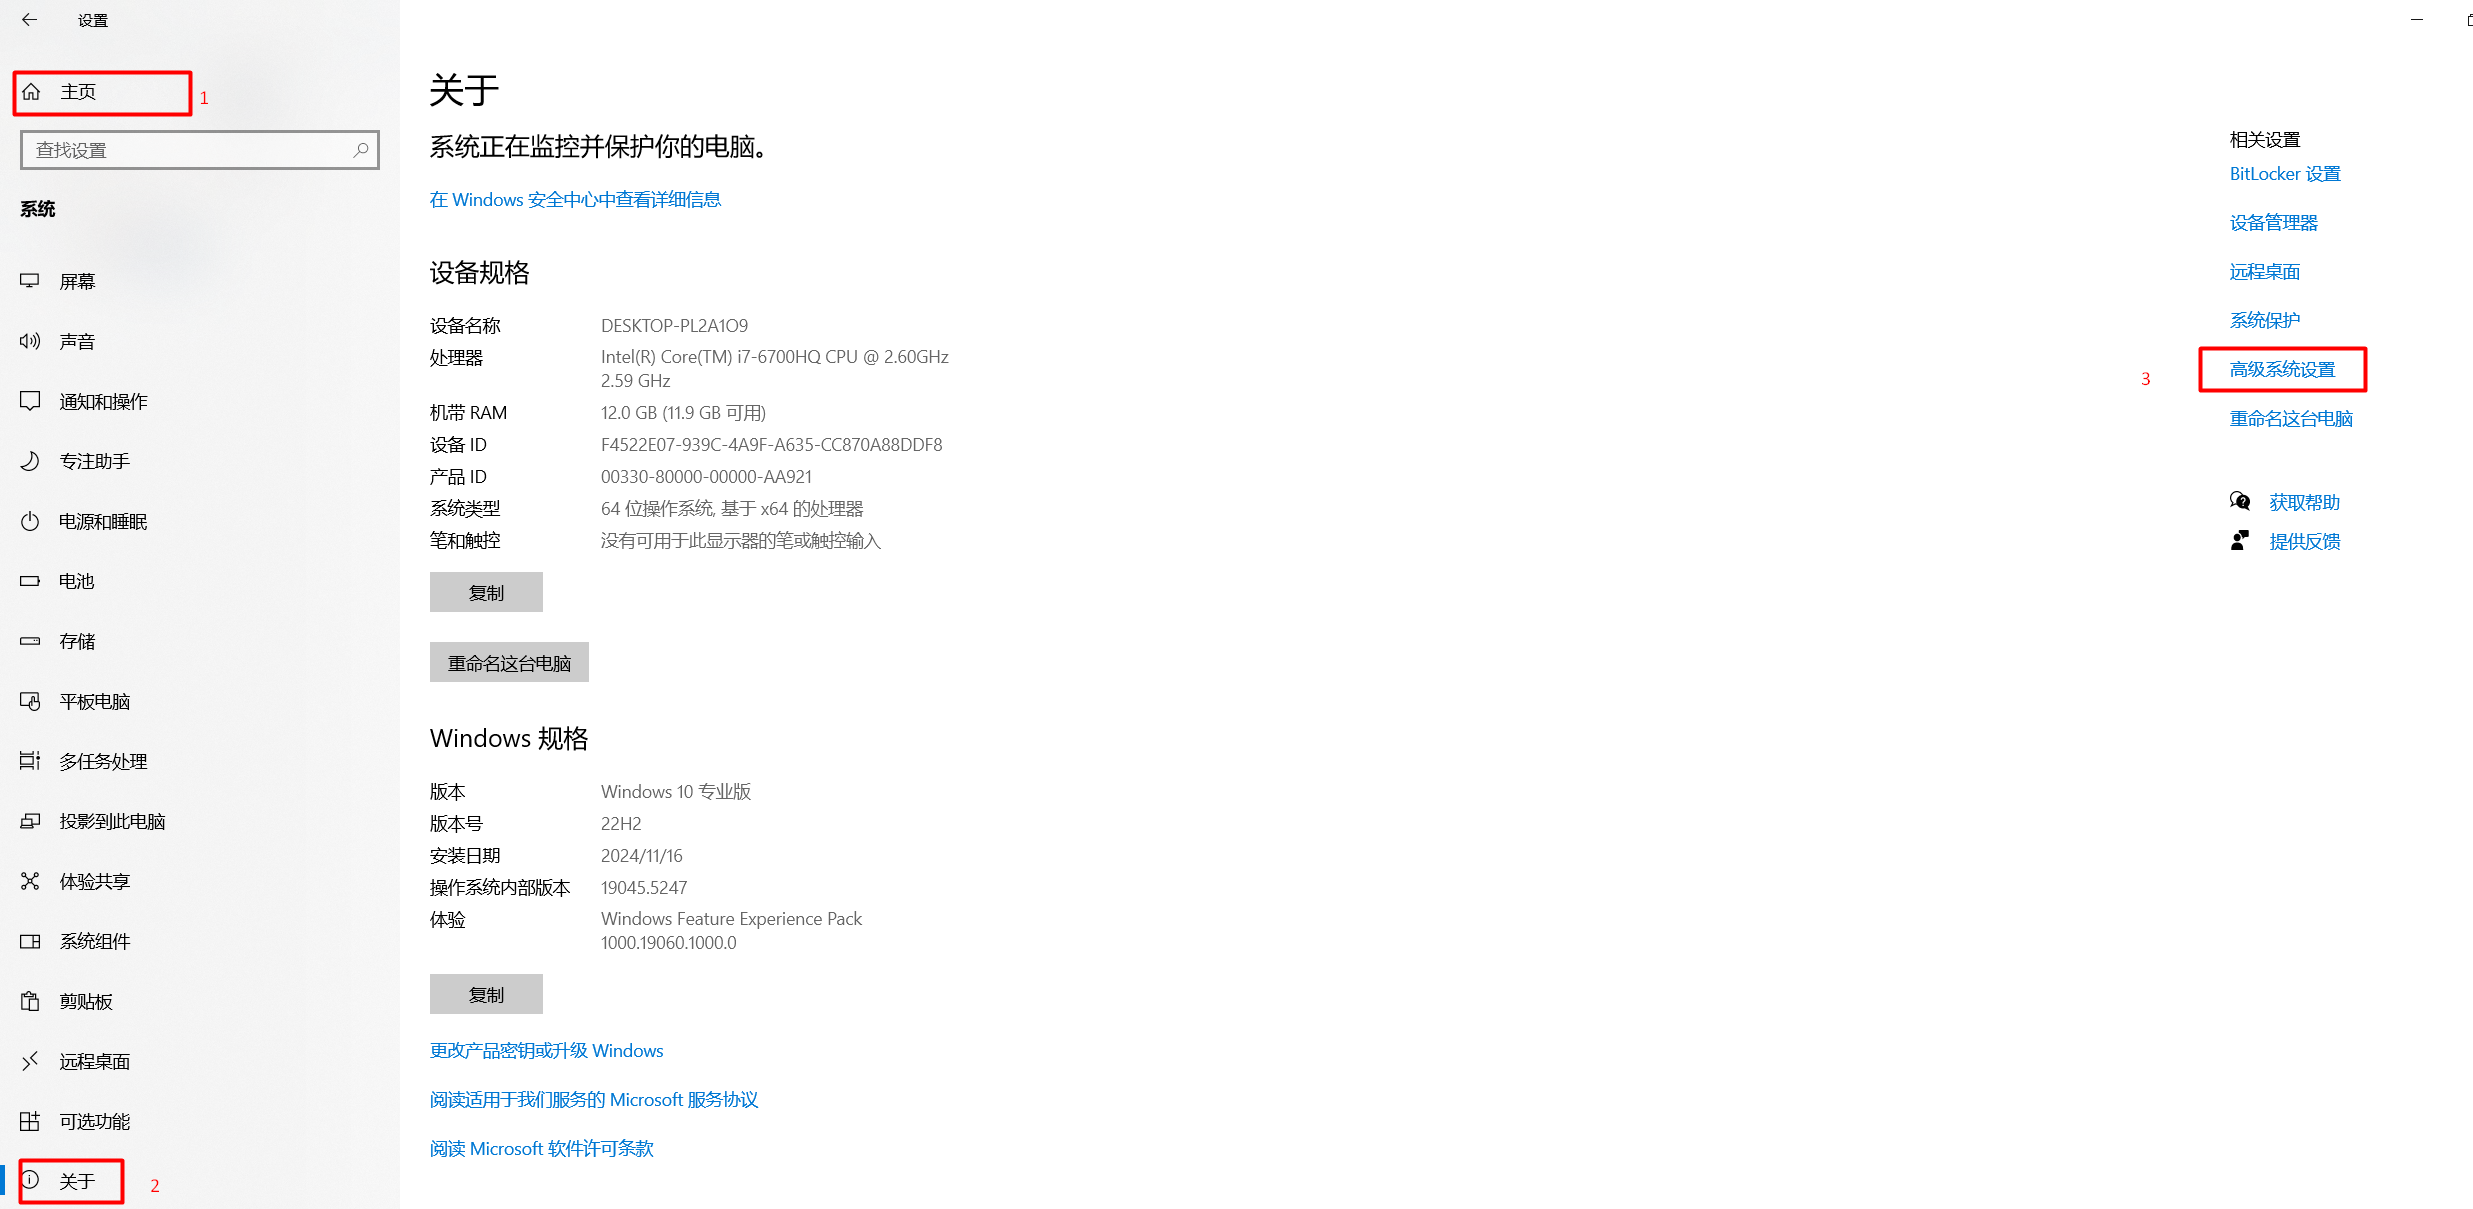 设置
主页
1
查找设置
系统
屏幕
声音
通知和操作
专注助手
电源和睡眠
电池
存储
平板电脑
多任务处理
投影到此电脑
体验共享
系统组件
剪贴板
远程桌面
可选功能
关于
2
关于
系统正在监控并保护你的电脑。
在 Windows 安全中心中查看详细信息
设备规格
设备名称 DESKTOP-PL2A1O9
处理器 Intel(R) Core(TM) i7-6700HQ CPU @ 2.60GHz
2.59 GHz
机带 RAM 12.0 GB (11.9 GB 可用)
设备 ID F4522E07-939C-4A9F-A635-CC870A88DDF8
产品 ID 00330-80000-00000-AA921
系统类型 64 位操作系统, 基于 x64 的处理器
笔和触控 没有可用于此显示器的笔或触控输入
复制
重命名这台电脑
Windows 规格
版本 Windows 10 专业版
版本号 22H2
安装日期 2024/11/16
操作系统内部版本 19045.5247
体验 Windows Feature Experience Pack
1000.19060.1000.0
复制
更改产品密钥或升级 Windows
阅读适用于我们服务的 Microsoft 服务协议
阅读 Microsoft 软件许可条款
相关设置
BitLocker 设置
设备管理器
远程桌面
系统保护
3
高级系统设置
重命名这台电脑
获取帮助
提供反馈